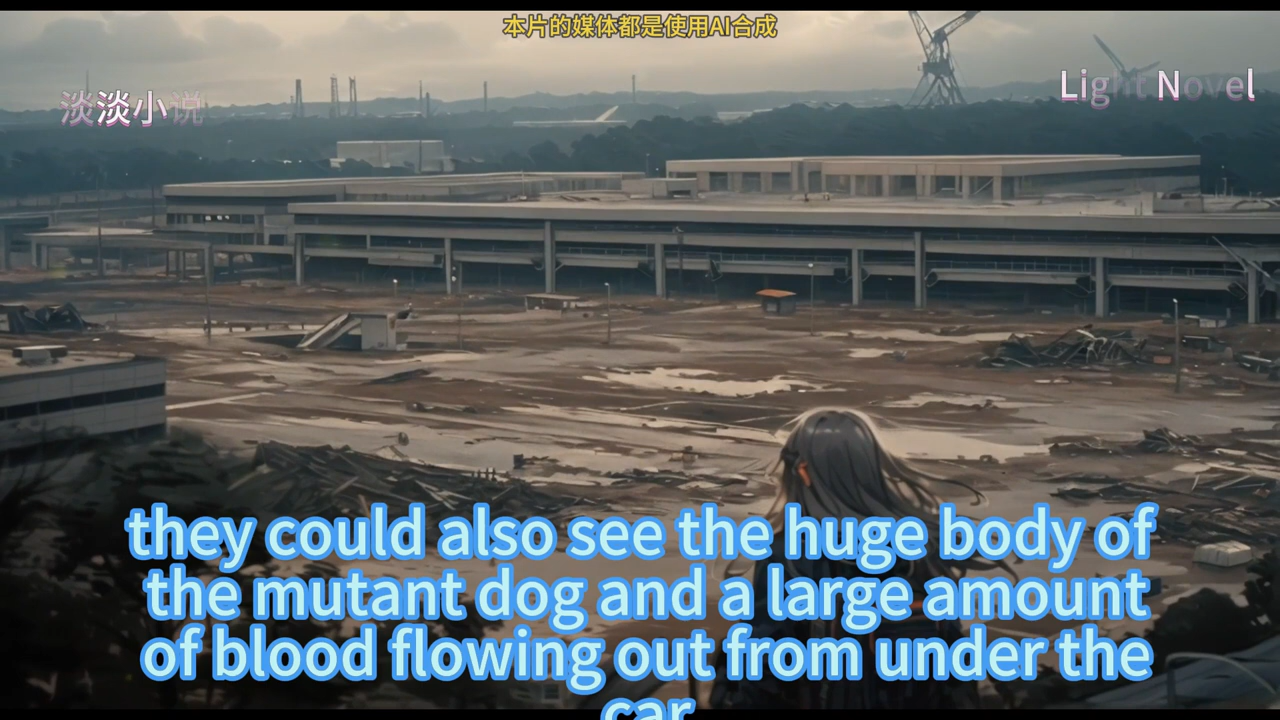 本片的媒体都是使用AI合成
淡淡小说
Light Novel
they could also see the huge body of
the mutant dog and a large amount
of blood flowing out from under the
car